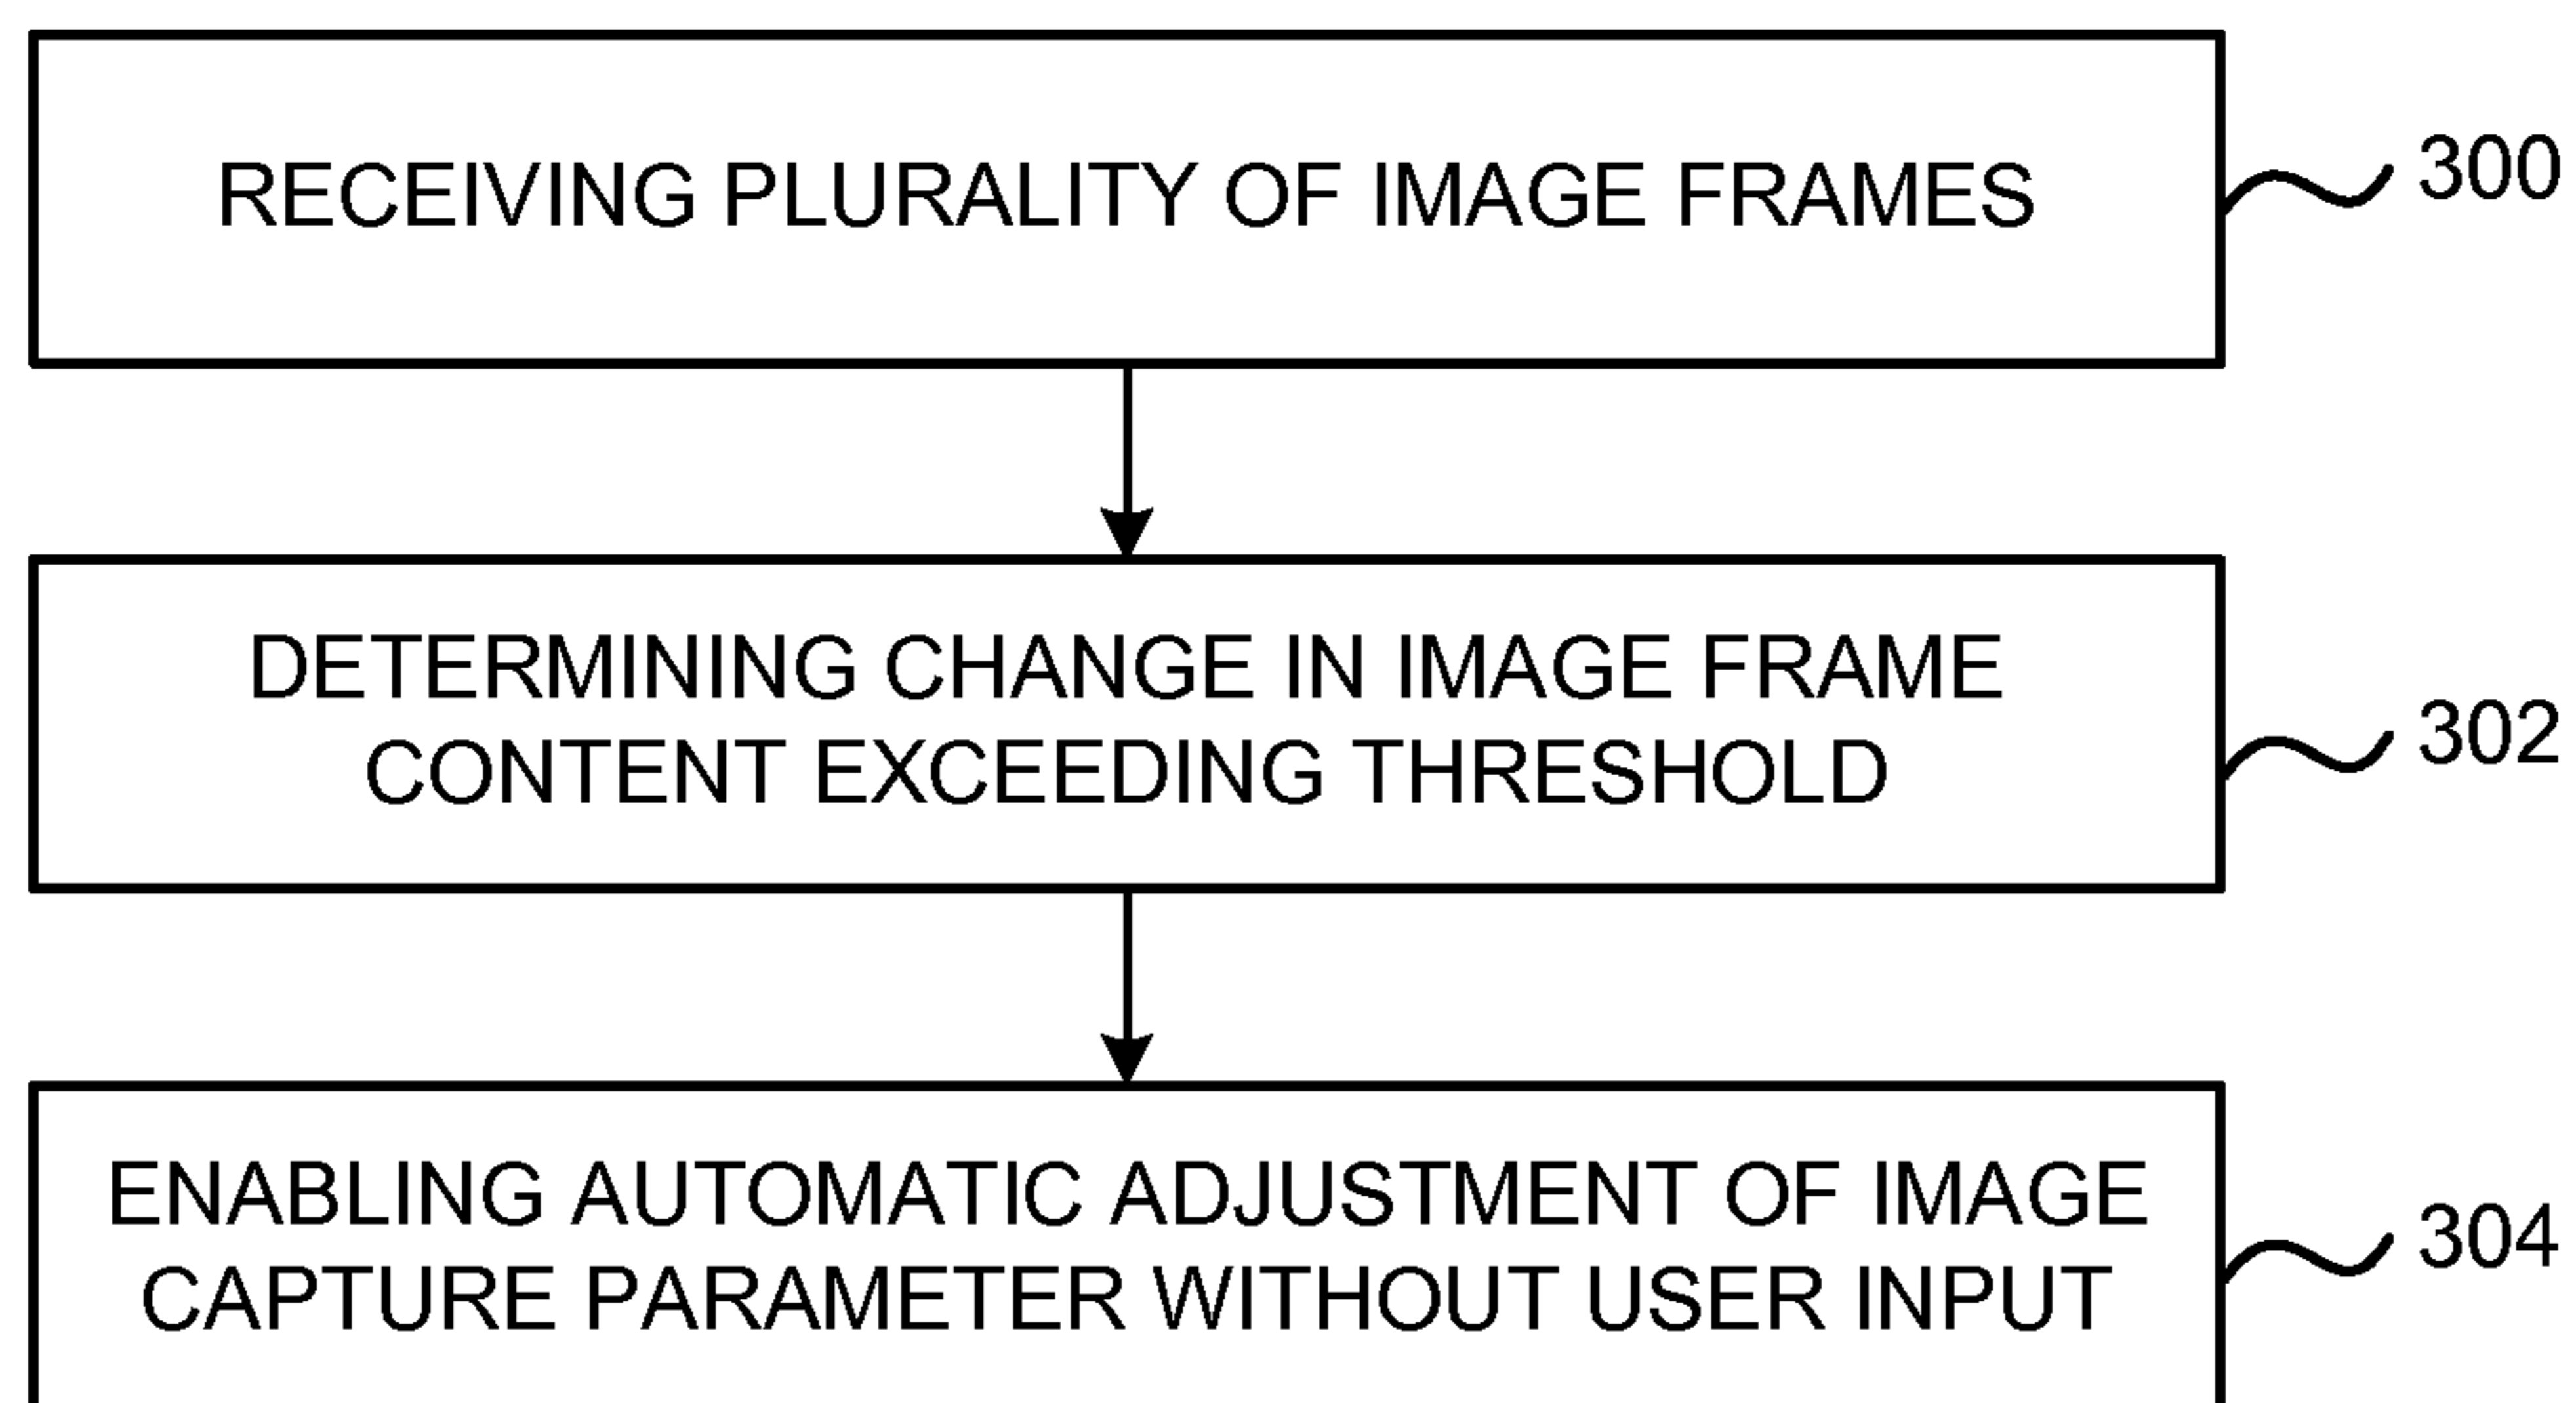 RECEIVING PLURALITY OF IMAGE FRAMES
300
DETERMINING CHANGE IN IMAGE FRAME
CONTENT EXCEEDING THRESHOLD
302
ENABLING AUTOMATIC ADJUSTMENT OF IMAGE
CAPTURE PARAMETER WITHOUT USER INPUT
304